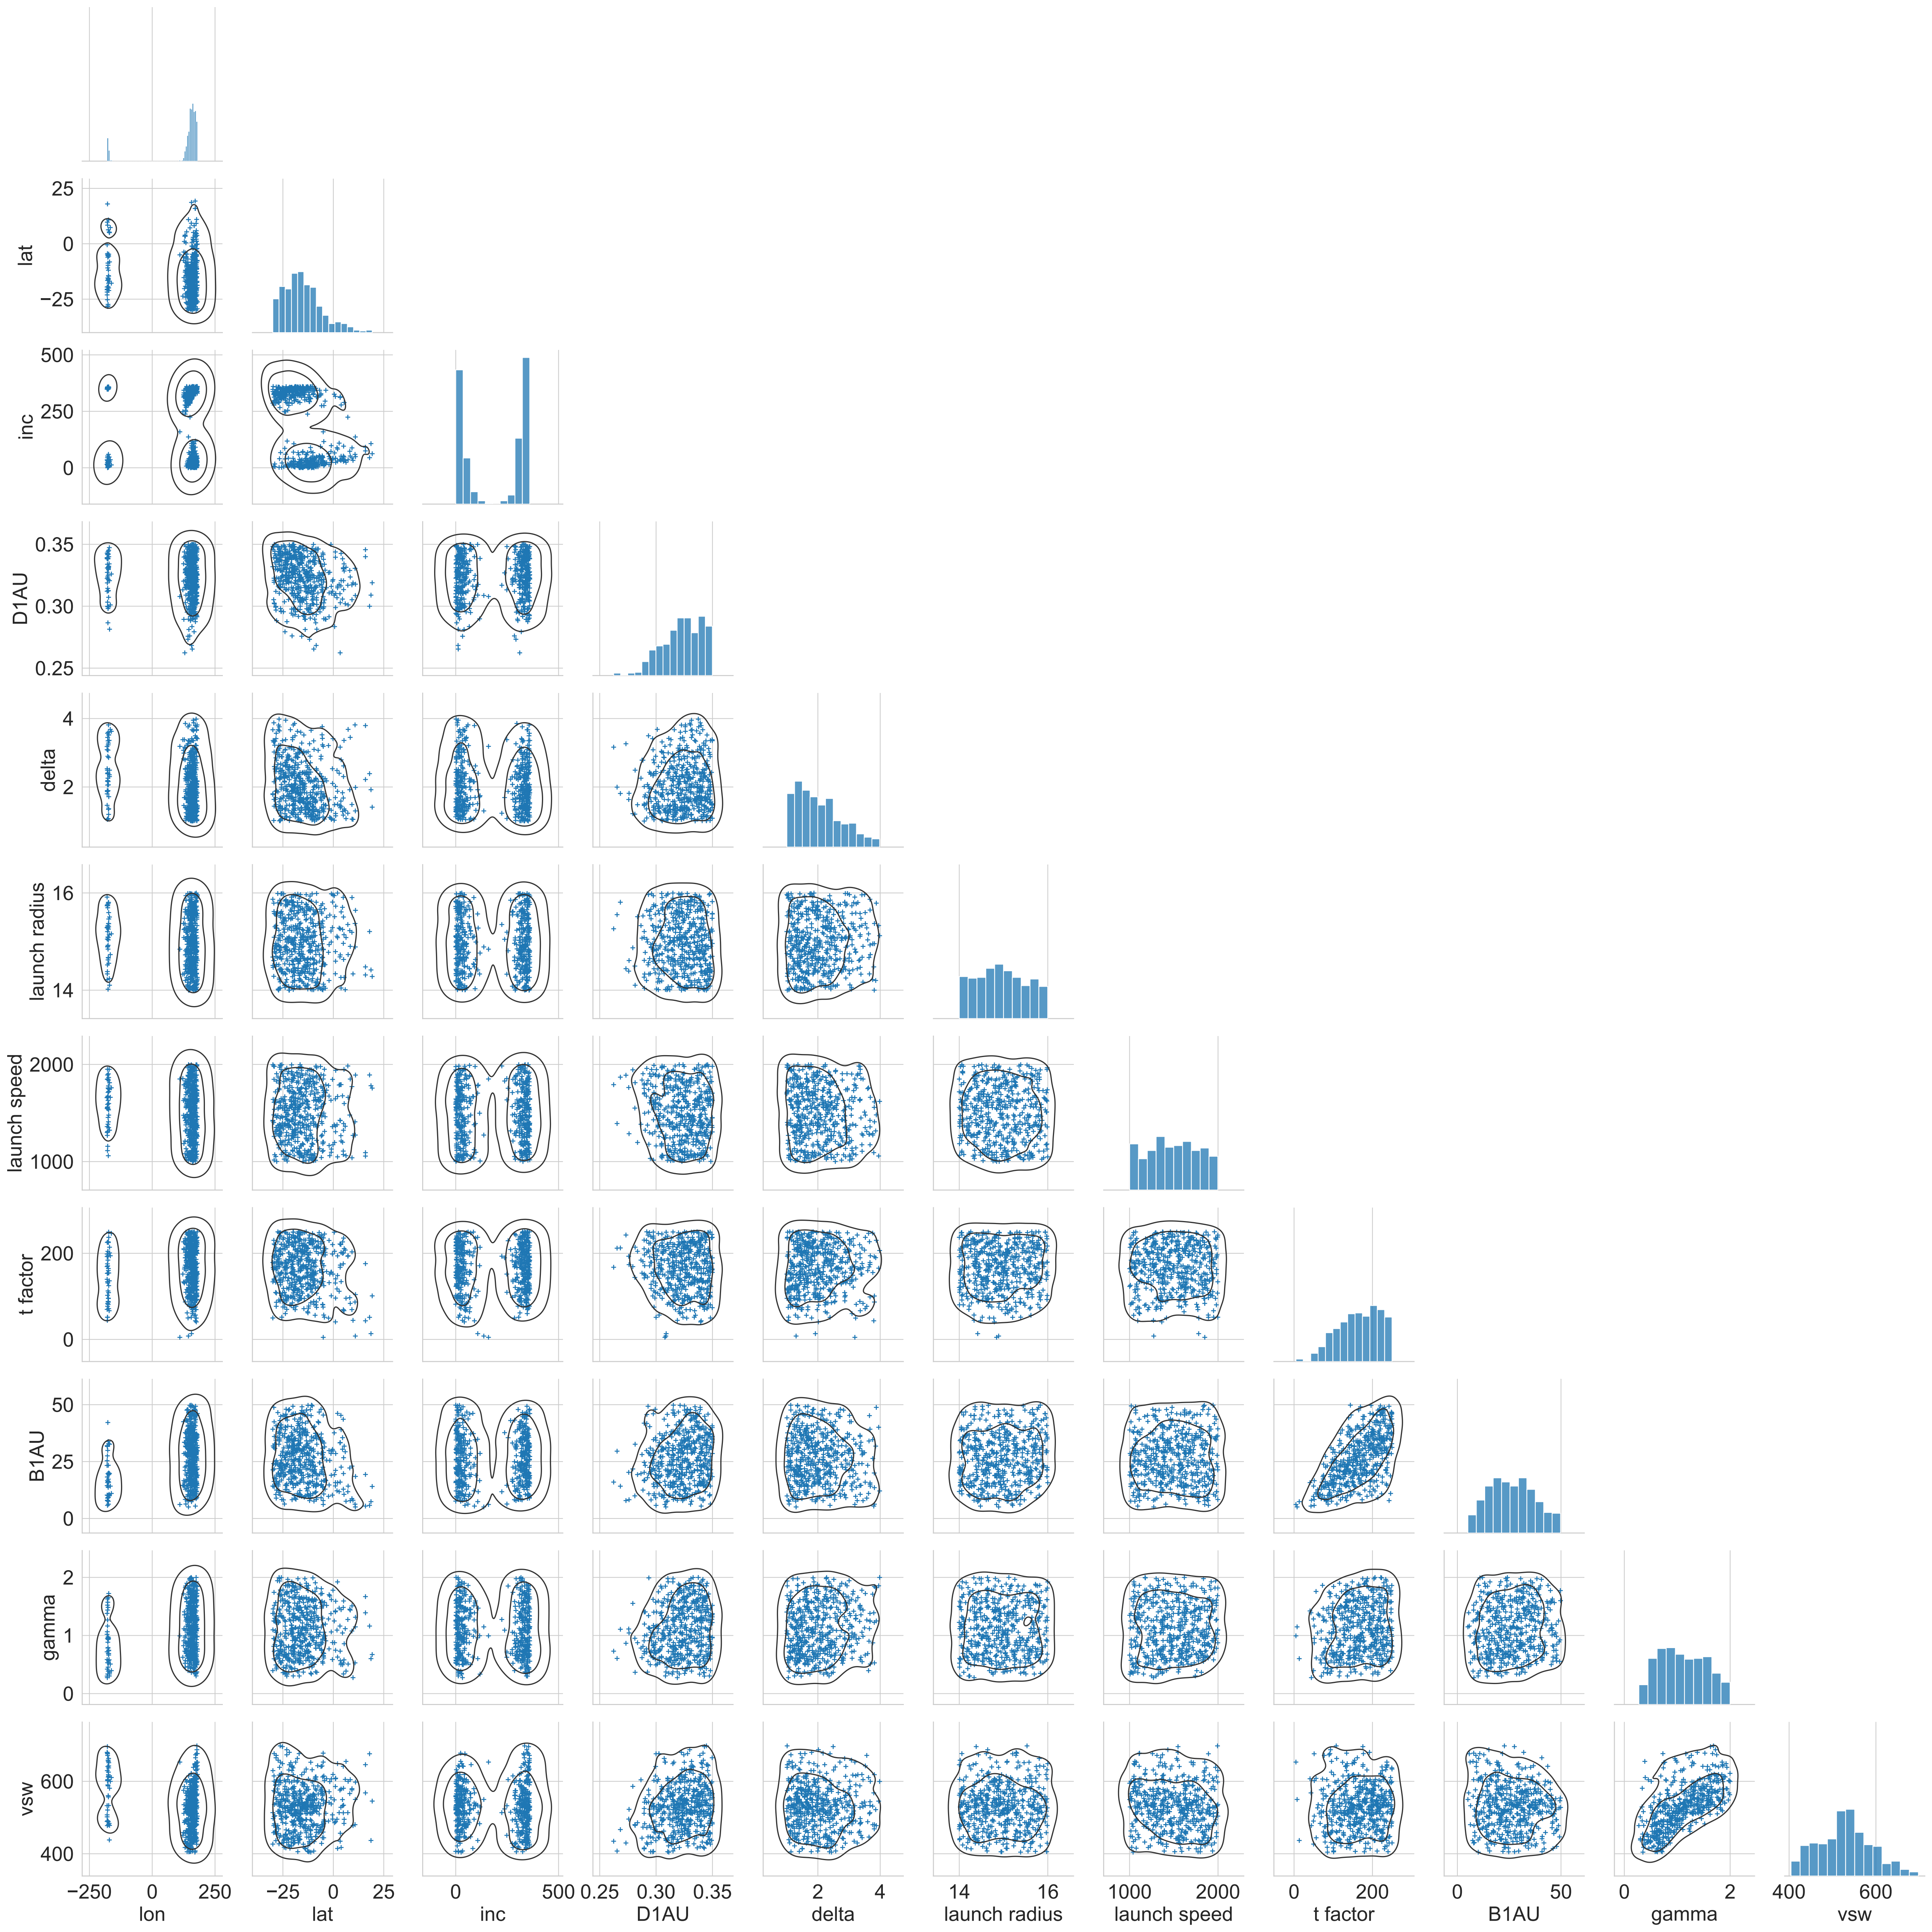 25
0
−25
lat
500
250
0
inc
0.35
0.30
0.25
D1AU
4
2
delta
16
14
launch radius
2000
1000
launch speed
200
0
t factor
50
25
0
B1AU
2
1
0
gamma
600
400
vsw
−250 0 250 −25 0 25 0 500 0.25 0.30 0.35 2 4 14 16 1000 2000 0 200 0 50 0 2 400 600
lon lat inc D1AU delta launch radius launch speed t factor B1AU gamma vsw